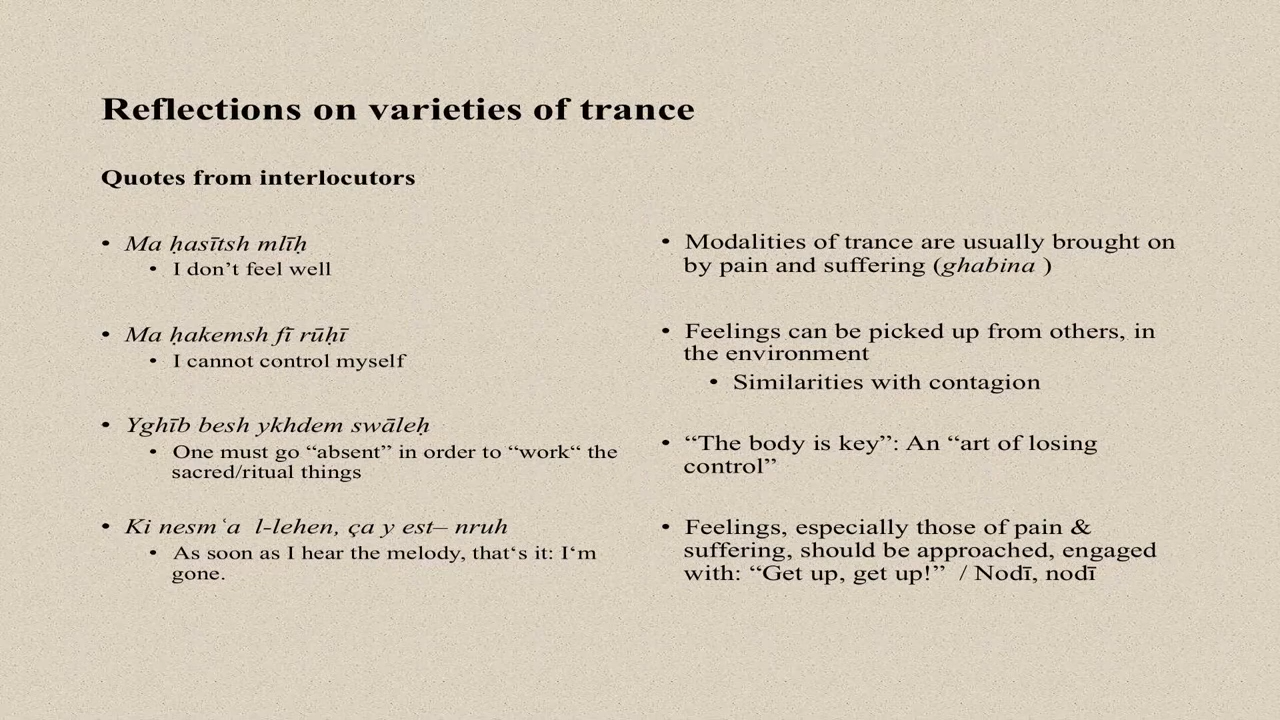 Reflections on varieties of trance
Quotes from interlocutors
• Ma ḥasītsh mlīḥ
• I don’t feel well
• Ma ḥakemsh fī rūḥī
• I cannot control myself
• Yghīb besh ykhdem swāleḥ
• One must go “absent” in order to “work“ the
sacred/ritual things
• Ki nesmʿa l-lehen, ça y est– nruh
• As soon as I hear the melody, that‘s it: I‘m
gone.
• Modalities of trance are usually brought on
by pain and suffering (ghabina )
• Feelings can be picked up from others, in
the environment
• Similarities with contagion
• “The body is key”: An “art of losing
control”
• Feelings, especially those of pain &
suffering, should be approached, engaged
with: “Get up, get up!” / Nodī, nodī